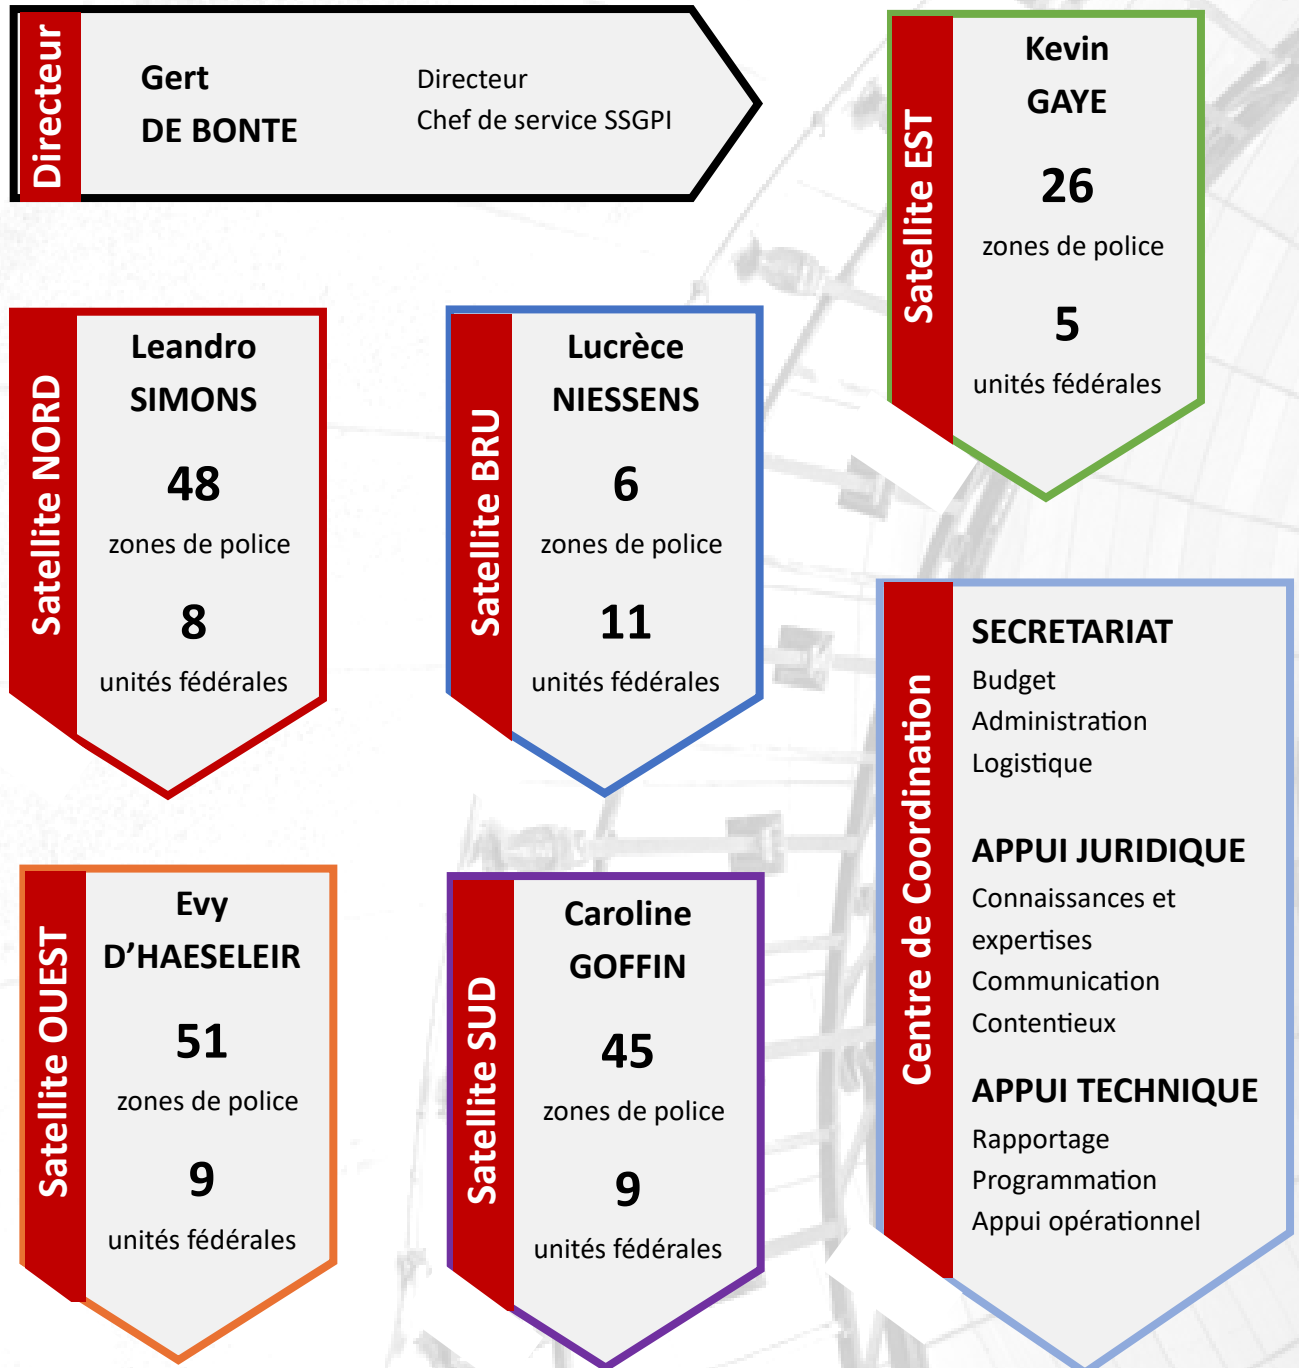 Directeur
Gert
DE BONTE
Directeur
Chef de service SSGPI
Satellite EST
Kevin
GAYE
26
zones de police
5
unités fédérales
Satellite NORD
Leandro
SIMONS
48
zones de police
8
unités fédérales
Satellite BRU
Lucrèce
NIESSENS
6
zones de police
11
unités fédérales
Centre de Coordination
SECRETARIAT
Budget
Administration
Logistique
APPUI JURIDIQUE
Connaissances et
expertises
Communication
Contentieux
APPUI TECHNIQUE
Rapportage
Programmation
Appui opérationnel
Satellite OUEST
Evy
D’HAESELEIR
51
zones de police
9
unités fédérales
Satellite SUD
Caroline
GOFFIN
45
zones de police
9
unités fédérales